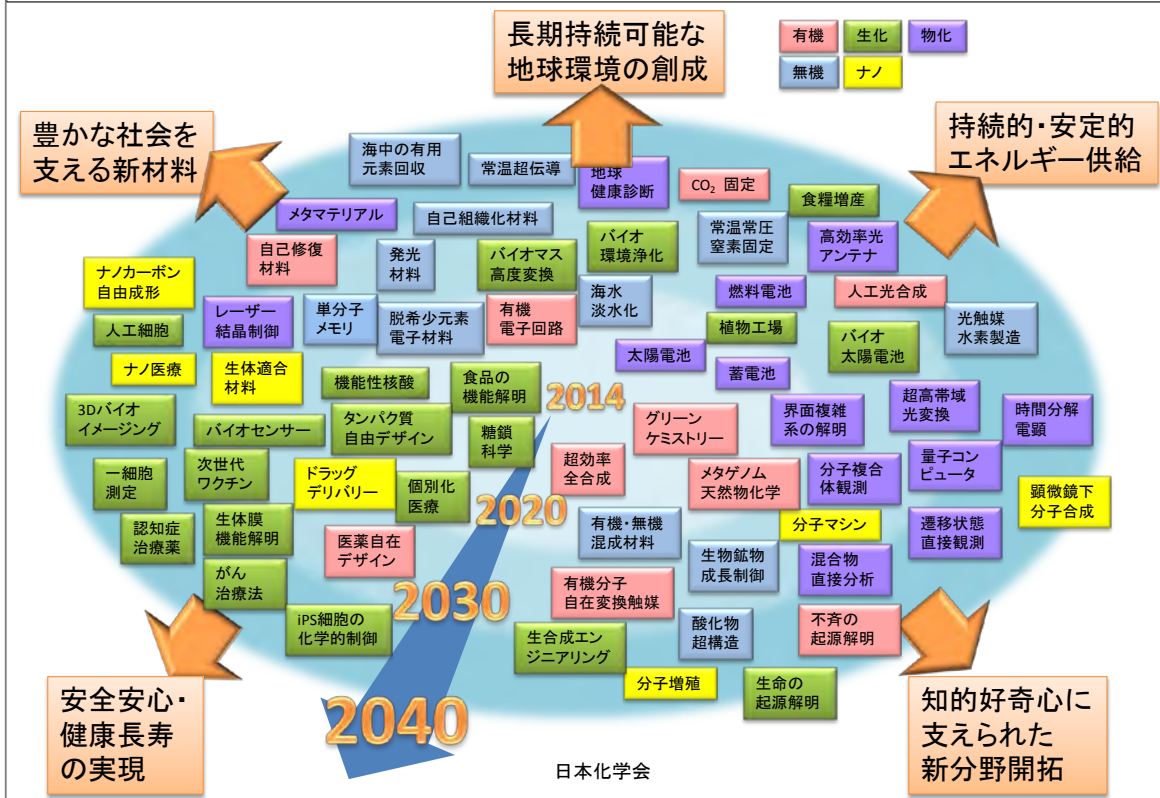 長期持続可能な
地球環境の創成
有機
生化
物化
無機
ナノ
豊かな社会を
支える新材料
持続的・安定的
エネルギー供給
海中の有用
元素回収
常温超伝導
地球
健康診断
CO₂ 固定
食糧増産
メタマテリアル
自己組織化材料
バイオ
環境浄化
常温常圧
窒素固定
高効率光
アンテナ
自己修復
材料
発光
材料
バイオマス
高度変換
ナノカーボン
自由成形
海水
淡水化
燃料電池
人工光合成
レーザー
結晶制御
単分子
メモリ
脱希少元素
電子材料
有機
電子回路
人工細胞
植物工場
バイオ
太陽電池
光触媒
水素製造
太陽電池
ナノ医療
生体適合
材料
機能性核酸
食品の
機能解明
蓄電池
2014
超高帯域
光変換
3Dバイオ
イメージング
バイオセンサー
タンパク質
自由デザイン
糖鎖
科学
グリーン
ケミストリー
界面複雑
系の解明
時間分解
電顕
一細胞
測定
次世代
ワクチン
ドラッグ
デリバリー
個別化
医療
超効率
全合成
メタゲノム
天然物化学
分子複合
体観測
量子コン
ピュータ
顕微鏡下
分子合成
2020
認知症
治療薬
生体膜
機能解明
医薬自在
デザイン
有機・無機
混成材料
分子マシン
遷移状態
直接観測
生物鉱物
成長制御
混合物
直接分析
がん
治療法
2030
有機分子
自在変換触媒
iPS細胞の
化学的制御
酸化物
超構造
不斉の
起源解明
生合成エン
ジニアリング
分子増殖
生命の
起源解明
2040
安全安心・
健康長寿
の実現
知的好奇心に
支えられた
新分野開拓
日本化学会